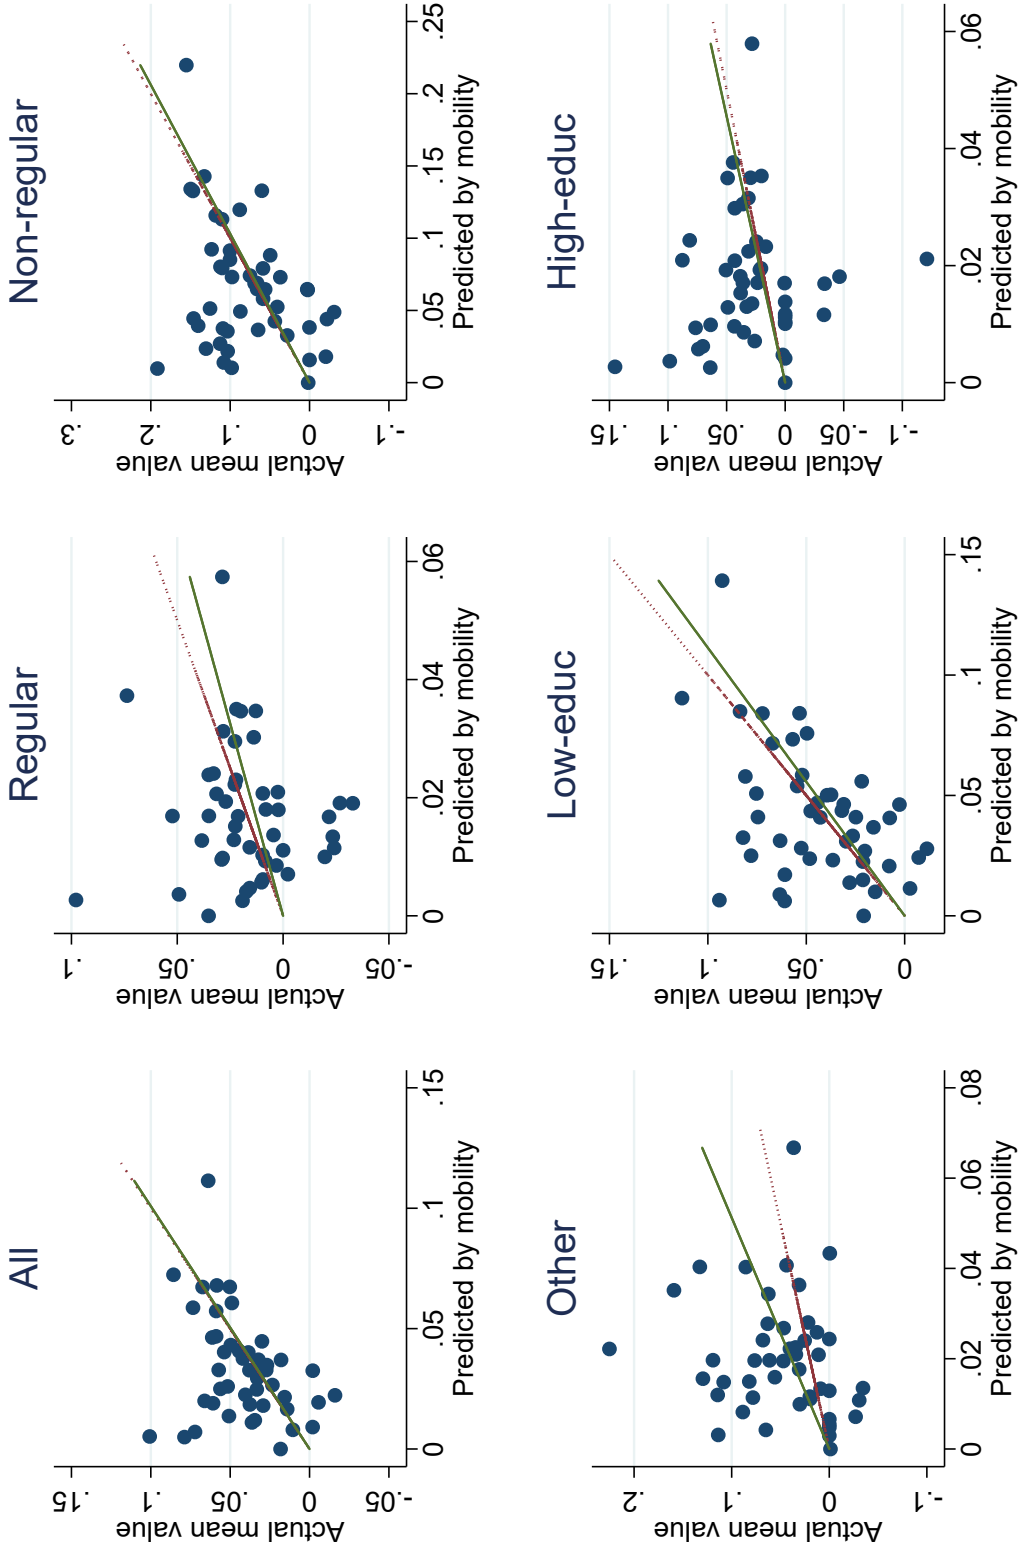 All
Actual mean value
.15
.1
.05
0
-.05
0 .05 .1 .15
Predicted by mobility
Regular
Actual mean value
.1
.05
0
-.05
0 .02 .04 .06
Predicted by mobility
Non-regular
Actual mean value
.3
.2
.1
0
-.1
0 .05 .1 .15 .2 .25
Predicted by mobility
Other
Actual mean value
.2
.1
0
-.1
0 .02 .04 .06 .08
Predicted by mobility
Low-educ
Actual mean value
.15
.1
.05
0
0 .05 .1 .15
Predicted by mobility
High-educ
Actual mean value
.15
.1
.05
0
-.05
-.1
0 .02 .04 .06
Predicted by mobility